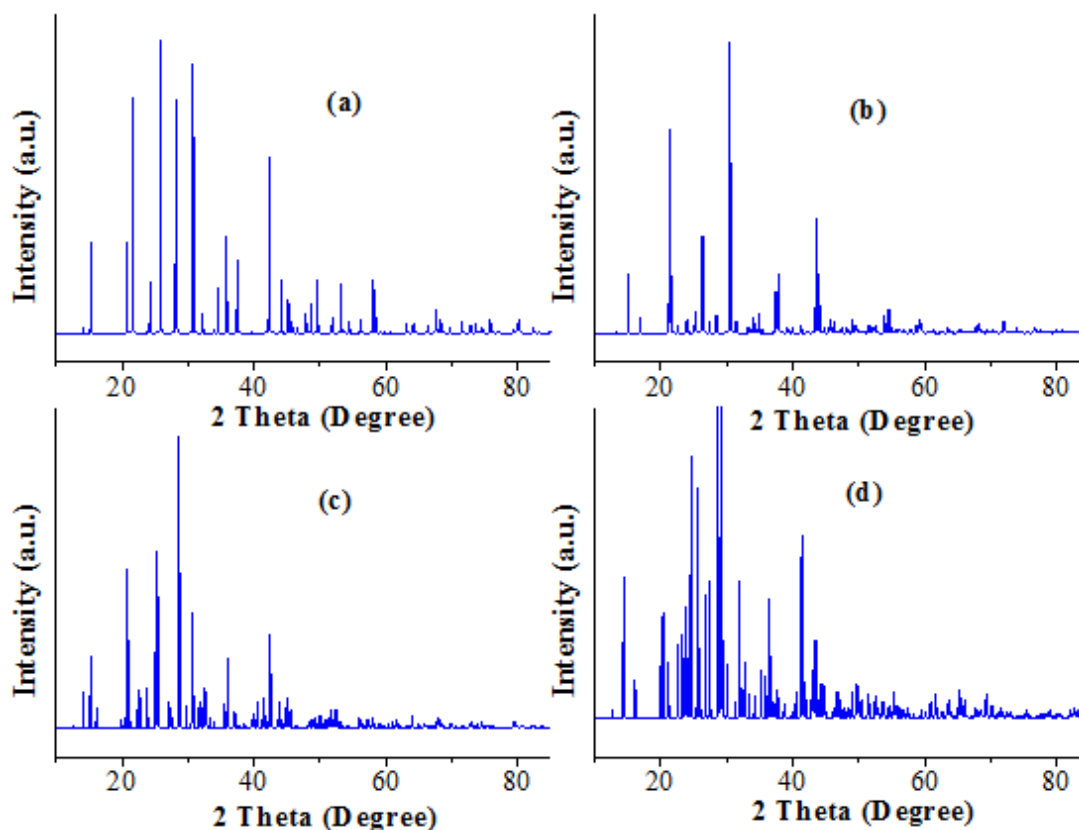 Intensity (a.u.)
(a)
20 40 60 80
2 Theta (Degree)
Intensity (a.u.)
(b)
20 40 60 80
2 Theta (Degree)
Intensity (a.u.)
(c)
20 40 60 80
2 Theta (Degree)
Intensity (a.u.)
(d)
20 40 60 80
2 Theta (Degree)